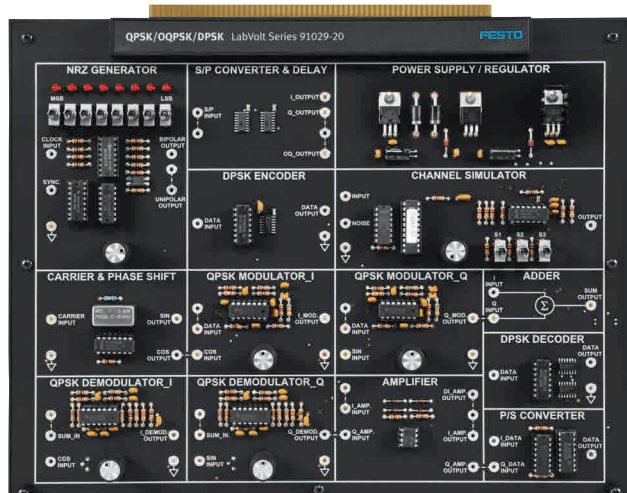 QPSK/OQPSK/DPSK LabVolt Series 91029-20
FESTO
NRZ GENERATOR
MSB
LSB
CLOCK
INPUT
BIPOLAR
OUTPUT
SYNC.
UNIPOLAR
OUTPUT
S/P CONVERTER & DELAY
S/P
INPUT
I_OUTPUT
Q_OUTPUT
OQ_OUTPUT
POWER SUPPLY / REGULATOR
DPSK ENCODER
DATA
INPUT
DATA
OUTPUT
CHANNEL SIMULATOR
INPUT
NOISE
S1
S2
S3
OUTPUT
CARRIER & PHASE SHIFT
CARRIER
INPUT
SIN
OUTPUT
COS
OUTPUT
QPSK MODULATOR_I
DATA
INPUT
I_MOD.
OUTPUT
COS
INPUT
QPSK MODULATOR_Q
DATA
INPUT
Q_MOD.
OUTPUT
SIN
INPUT
ADDER
I
INPUT
Q
INPUT
Σ
SUM
OUTPUT
DPSK DECODER
DATA
INPUT
DATA
OUTPUT
QPSK DEMODULATOR_I
SUM_IN
I_DEMOD.
OUTPUT
COS
INPUT
QPSK DEMODULATOR_Q
SUM_IN.
Q_DEMOD.
OUTPUT
SIN
INPUT
AMPLIFIER
I_AMP.
INPUT
DI_AMP.
OUTPUT
I_AMP.
OUTPUT
Q_AMP.
INPUT
Q_AMP.
OUTPUT
P/S CONVERTER
I_DATA
INPUT
Q_DATA
INPUT
DATA
OUTPUT